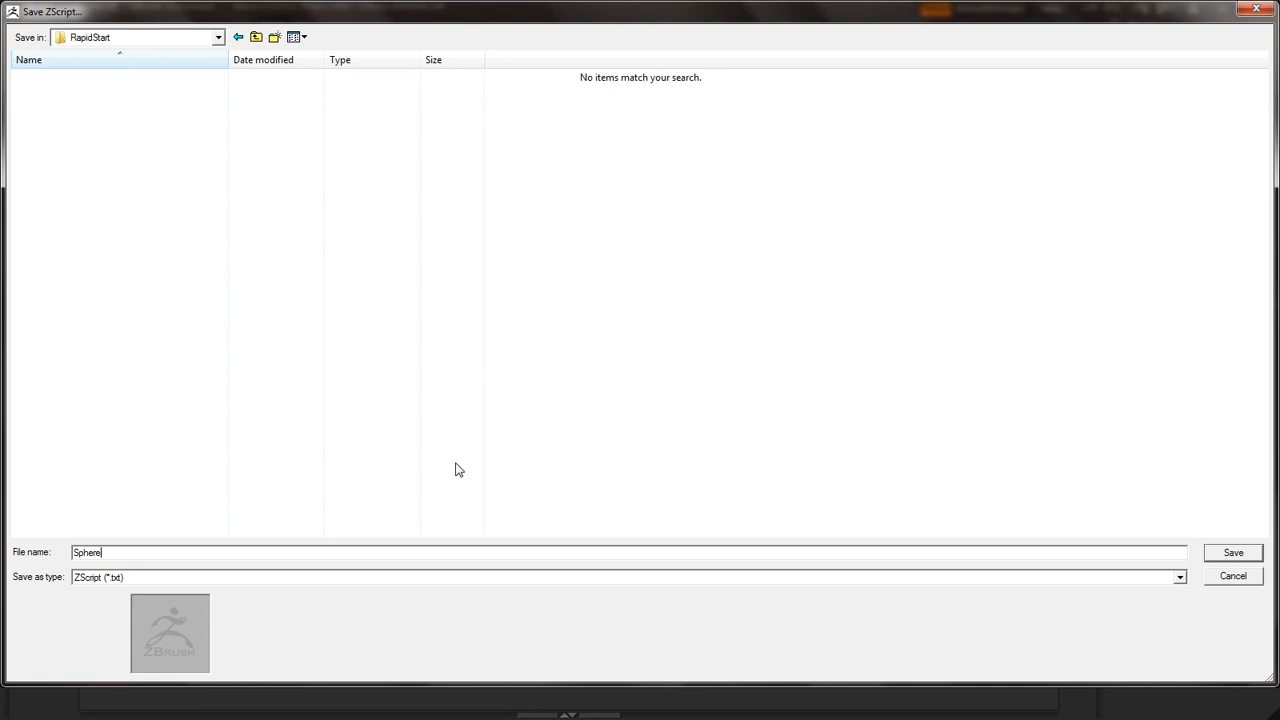 Save ZScript...
Save in: RapidStart
Name Date modified Type Size
No items match your search.
File name: Sphere Save
Save as type: ZScript (*.txt) Cancel
ZBRUSH